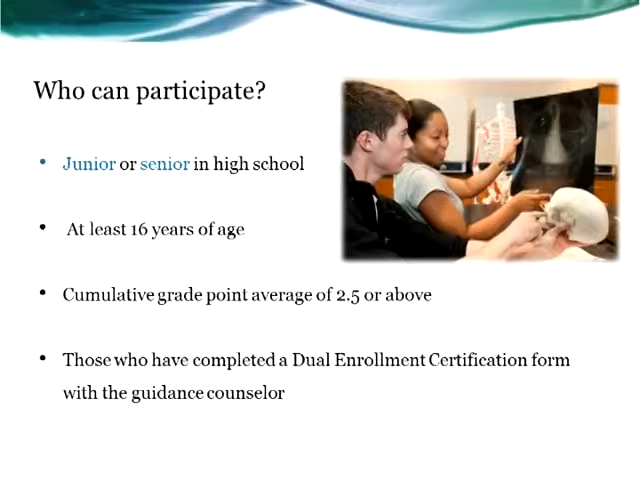 Who can participate?
• Junior or senior in high school
• At least 16 years of age
• Cumulative grade point average of 2.5 or above
• Those who have completed a Dual Enrollment Certification form
with the guidance counselor